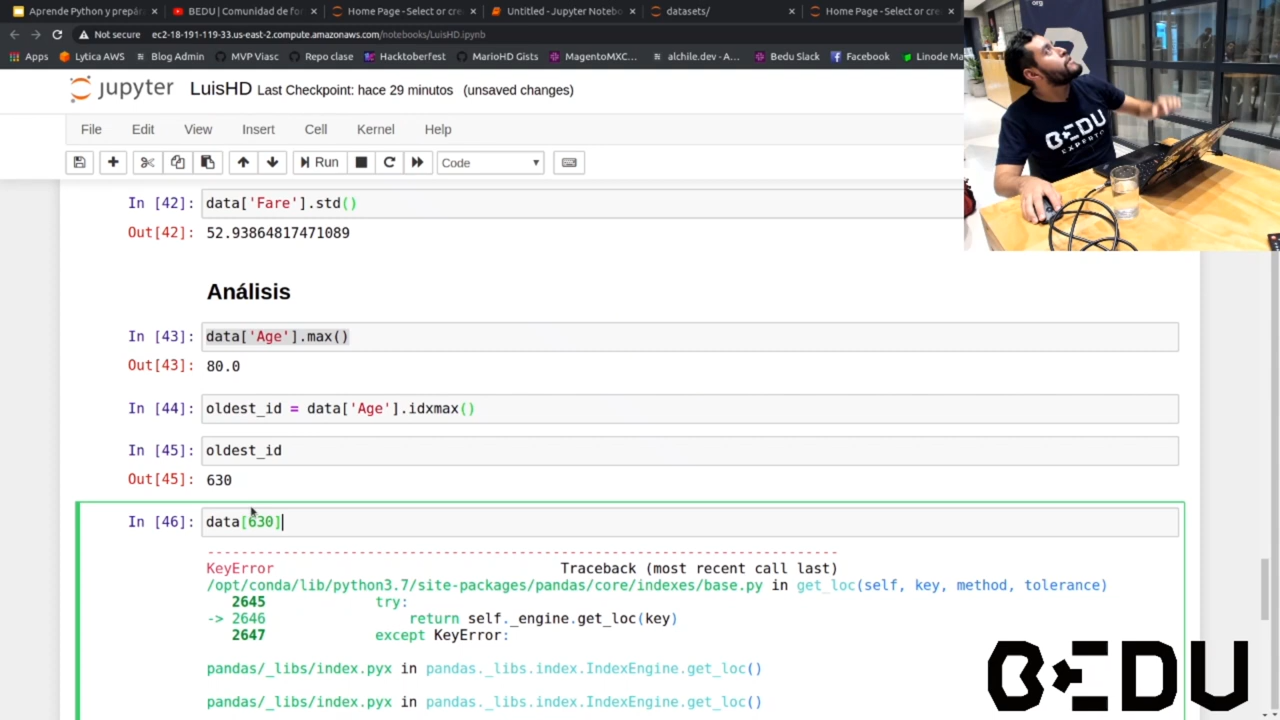 Aprende Python y prepár
BEDU | Comunidad de fo
Home Page - Select or cre
Untitled - Jupyter Notebo
datasets/
Home Page - Select or cre
Not secure
ec2-18-191-119-33.us-east-2.compute.amazonaws.com/notebooks/LuisHD.ipynb
Apps
Lytica AWS
Blog Admin
MVP
Reporte clase
Hacktoberfest
MarioHD Gists
MagentoMXC...
alchile.dev - A...
Bedu Slack
Facebook
Linode Ma
org
BEDU
EXPERTO
jupyter
LuisHD Last Checkpoint: hace 29 minutos (unsaved changes)
File
Edit
View
Insert
Cell
Kernel
Help
Run
Code
In [42]: data['Fare'].std()
Out[42]: 52.93864817471089
Análisis
In [43]: data['Age'].max()
Out[43]: 80.0
In [44]: oldest_id = data['Age'].idxmax()
In [45]: oldest_id
Out[45]: 630
In [46]: data[630]
---------------------------------------------------------------------------
KeyError Traceback (most recent call last)
/opt/conda/lib/python3.7/site-packages/pandas/core/indexes/base.py in get_loc(self, key, method, tolerance)
2645 try:
-> 2646 return self._engine.get_loc(key)
2647 except KeyError:
pandas/_libs/index.pyx in pandas._libs.index.IndexEngine.get_loc()
pandas/_libs/index.pyx in pandas._libs.index.IndexEngine.get_loc()
BEDU